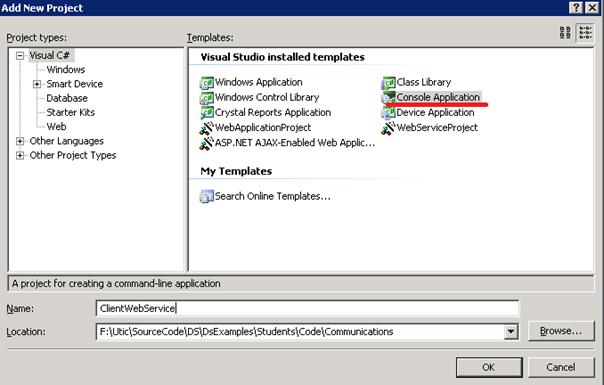 Add New Project
Project types:
Templates:
Visual C#
Windows
Smart Device
Database
Starter Kits
Web
Other Languages
Other Project Types
Visual Studio installed templates
Windows Application
Class Library
Windows Control Library
Console Application
Crystal Reports Application
Device Application
WebApplicationProject
WebServiceProject
ASP.NET AJAX-Enabled Web Applic...
My Templates
Search Online Templates...
A project for creating a command-line application
Name:
ClientWebService
Location:
F:\Utic\SourceCode\DS\DsExamples\Students\Code\Communications
Browse...
OK
Cancel